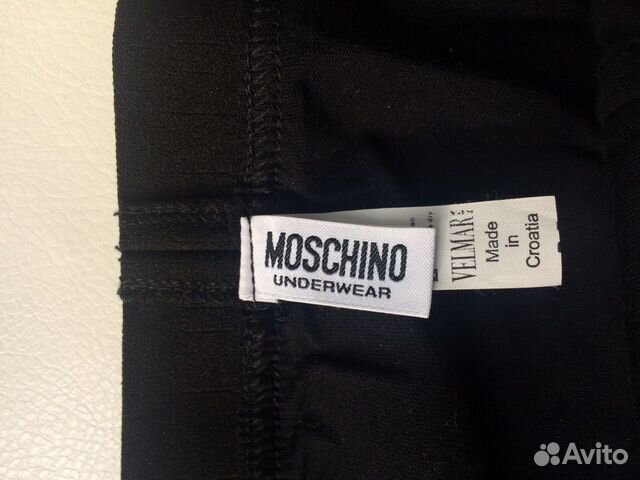 MOSCHINO
UNDERWEAR
VELMAR
Made
in
Croatia
Avito